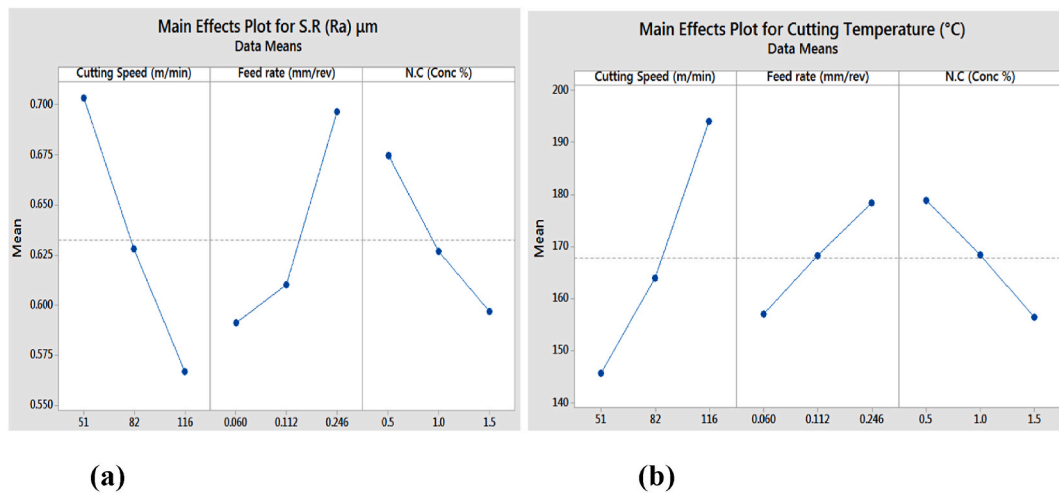 Main Effects Plot for S.R (Ra) µm
Data Means
Cutting Speed (m/min) Feed rate (mm/rev) N.C (Conc %)
0.700
0.675
0.650
0.625
0.600
0.575
0.550
Mean
51 82 116 0.060 0.112 0.246 0.5 1.0 1.5
(a)
Main Effects Plot for Cutting Temperature (°C)
Data Means
Cutting Speed (m/min) Feed rate (mm/rev) N.C (Conc %)
200
190
180
170
160
150
140
Mean
51 82 116 0.060 0.112 0.246 0.5 1.0 1.5
(b)